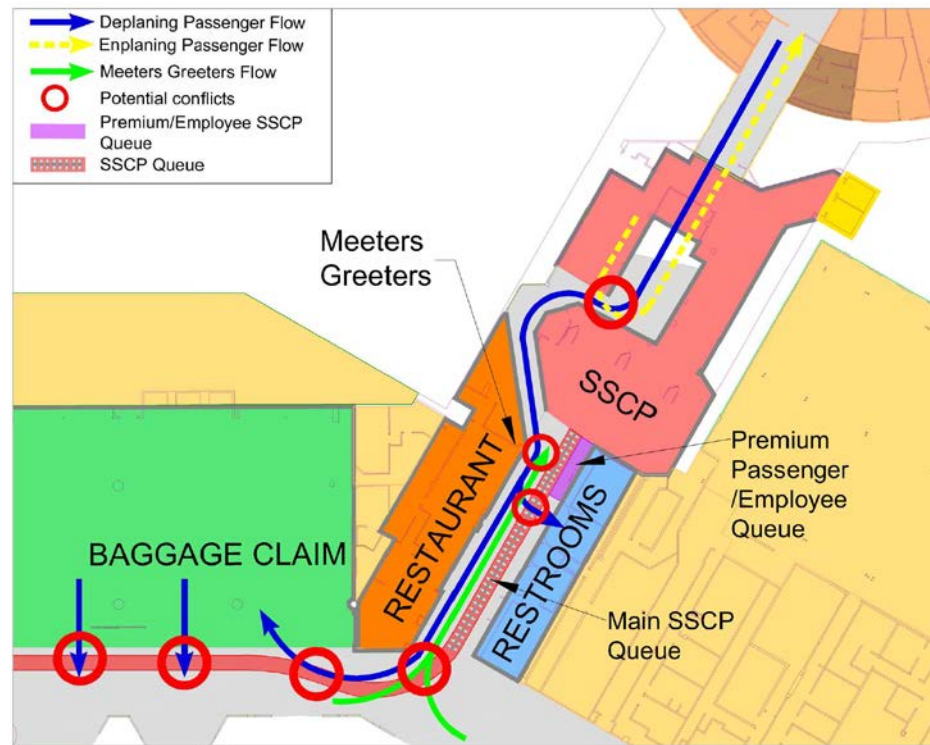 Deplaning Passenger Flow
Enplaning Passenger Flow
Meeters Greeters Flow
Potential conflicts
Premium/Employee SSCP
Queue
SSCP Queue
Meeters
Greeters
SSCP
Premium
Passenger
/Employee
Queue
RESTAURANT
RESTROOMS
BAGGAGE CLAIM
Main SSCP
Queue